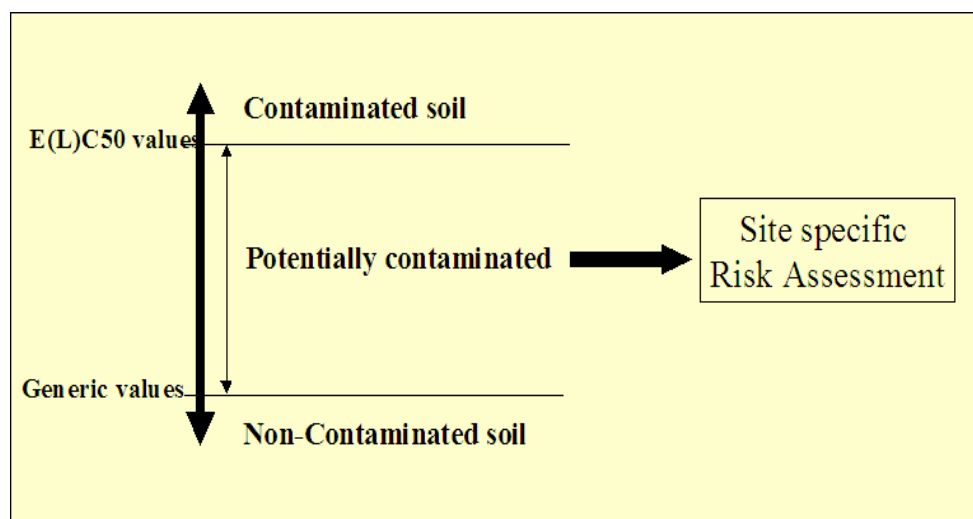 Contaminated soil
E(L)C50 values
Potentially contaminated
Site specific
Risk Assessment
Generic values
Non-Contaminated soil